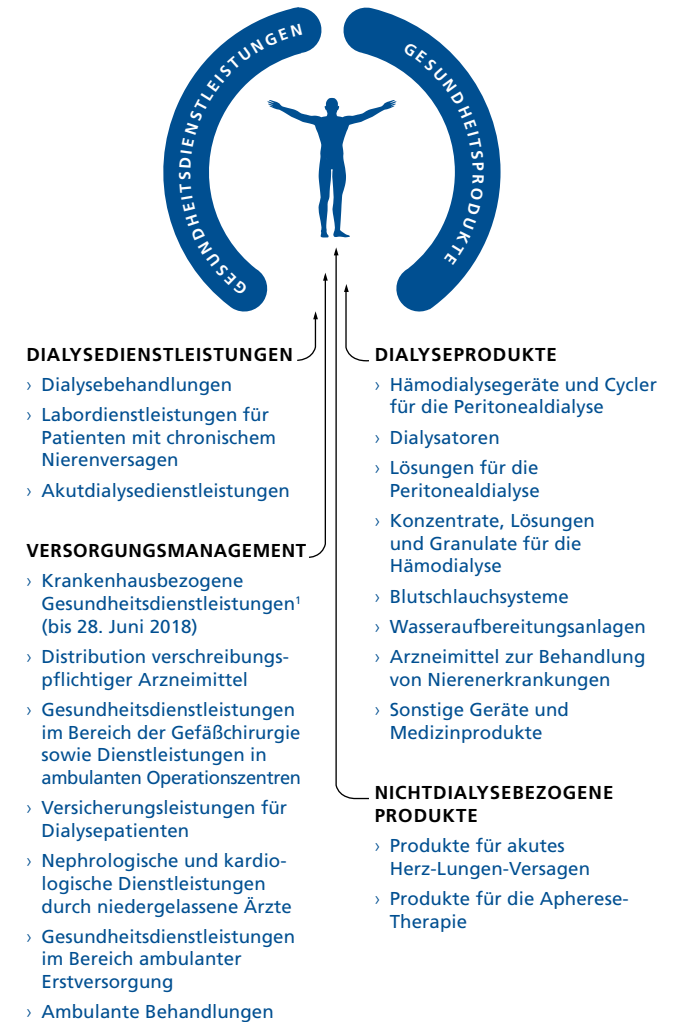 GESUNDHEITSDIENSTLEISTUNGEN
GESUNDHEITSPRODUKTE
DIALYSEDIENSTLEISTUNGEN
› Dialysebehandlungen
› Labordienstleistungen für
Patienten mit chronischem
Nierenversagen
› Akutdialysedienstleistungen
VERSORGUNGSMANAGEMENT
› Krankenhausbezogene
Gesundheitsdienstleistungen¹
(bis 28. Juni 2018)
› Distribution verschreibungs-
pflichtiger Arzneimittel
› Gesundheitsdienstleistungen
im Bereich der Gefäßchirurgie
sowie Dienstleistungen in
ambulanten Operationszentren
› Versicherungsleistungen für
Dialysepatienten
› Nephrologische und kardio-
logische Dienstleistungen
durch niedergelassene Ärzte
› Gesundheitsdienstleistungen
im Bereich ambulanter
Erstversorgung
› Ambulante Behandlungen
DIALYSEPRODUKTE
› Hämodialysegeräte und Cycler
für die Peritonealdialyse
› Dialysatoren
› Lösungen für die
Peritonealdialyse
› Konzentrate, Lösungen
und Granulate für die
Hämodialyse
› Blutschlauchsysteme
› Wasseraufbereitungsanlagen
› Arzneimittel zur Behandlung
von Nierenerkrankungen
› Sonstige Geräte und
Medizinprodukte
NICHTDIALYSEBEZOGENE
PRODUKTE
› Produkte für akutes
Herz-Lungen-Versagen
› Produkte für die Apherese-
Therapie